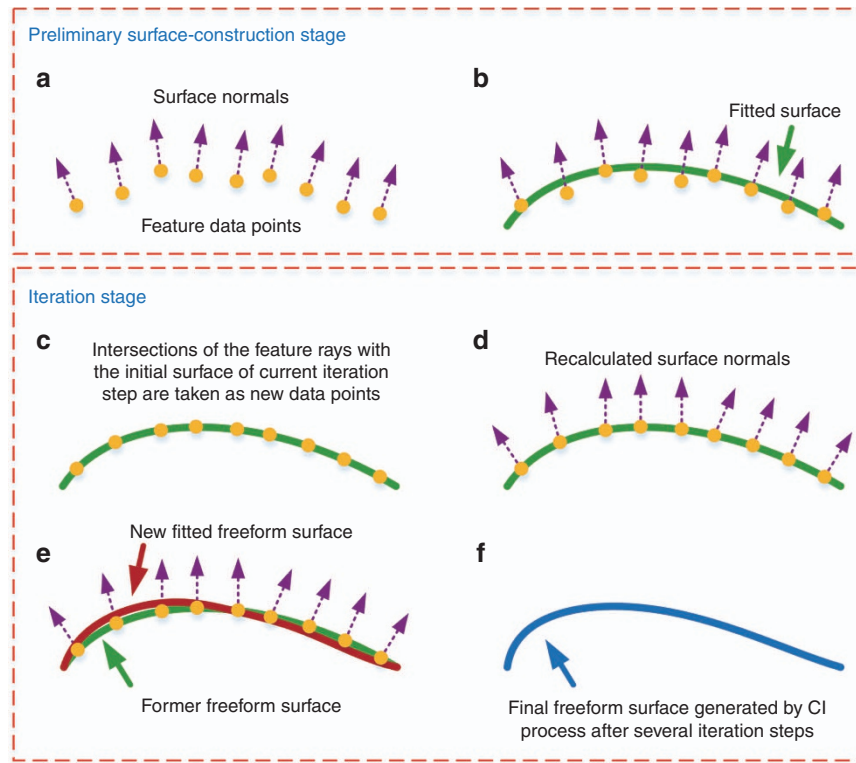 Preliminary surface-construction stage
a
Surface normals
Feature data points
b
Fitted surface
Iteration stage
c
Intersections of the feature rays with
the initial surface of current iteration
step are taken as new data points
d
Recalculated surface normals
e
New fitted freeform surface
Former freeform surface
f
Final freeform surface generated by CI
process after several iteration steps